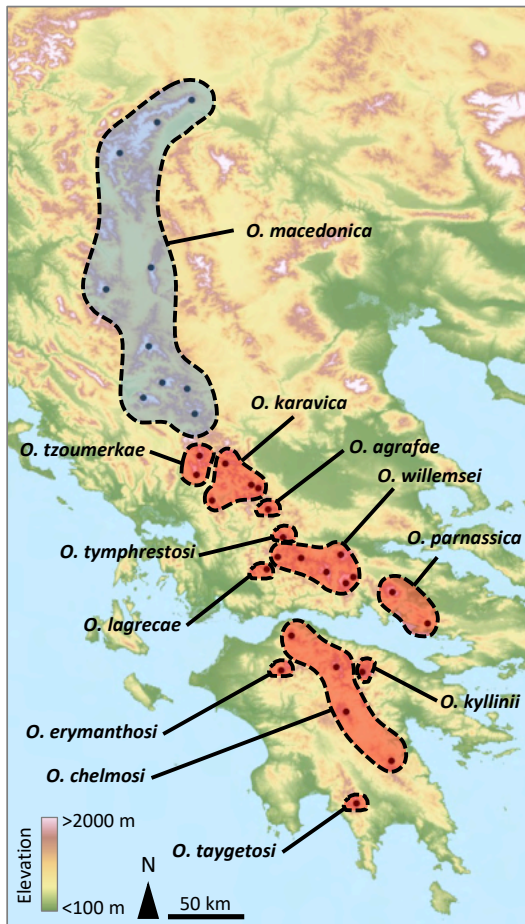 O. macedonica
O. karavica
O. tzoumerkae
O. agrafae
O. willemsei
O. tymphrestosi
O. parnassica
O. lagrecae
O. kyllinii
O. erymanthosi
O. chelmosi
O. taygetosi
Elevation
>2000 m
<100 m
N
50 km